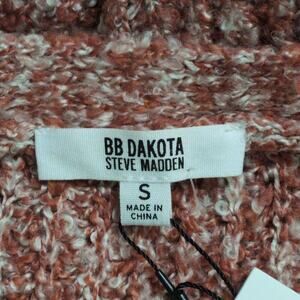 BB DAKOTA
STEVE MADDEN
S
MADE IN
CHINA